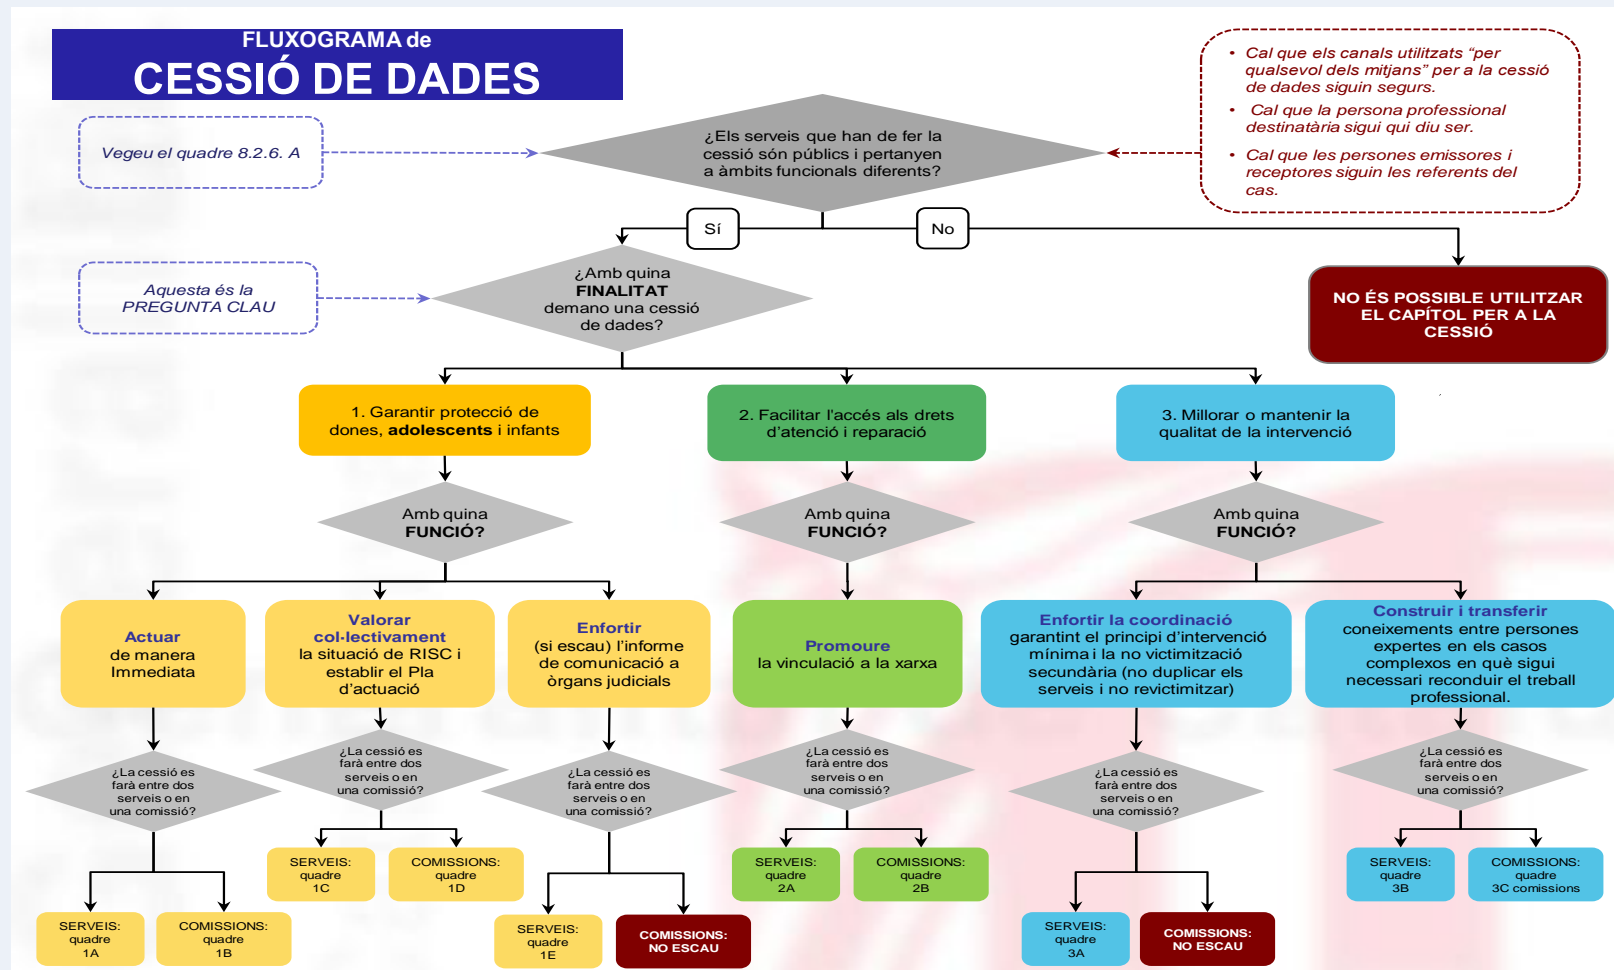 FLUXOGRAMA de
CESSIÓ DE DADES
Vegeu el quadre 8.2.6. A
¿Els serveis que han de fer la
cessió són públics i pertanyen
a àmbits funcionals diferents?
• Cal que els canals utilitzats “per
qualsevol dels mitjans” per a la cessió
de dades siguin segurs.
• Cal que la persona professional
destinatària sigui qui diu ser.
• Cal que les persones emissores i
receptores siguin les referents del
cas.
Sí
No
Aquesta és la
PREGUNTA CLAU
¿Amb quina
FINALITAT
demano una cessió
de dades?
NO ÉS POSSIBLE UTILITZAR
EL CAPÍTOL PER A LA
CESSIÓ
1. Garantir protecció de
dones, adolescents i infants
2. Facilitar l'accés als drets
d’atenció i reparació
3. Millorar o mantenir la
qualitat de la intervenció
Amb quina
FUNCIÓ?
Amb quina
FUNCIÓ?
Amb quina
FUNCIÓ?
Actuar
de manera
Immediata
Valorar
col·lectivament
la situació de RISC i
establir el Pla
d’actuació
Enfortir
(si escau) l’informe
de comunicació a
òrgans judicials
Promoure
la vinculació a la xarxa
Enfortir la coordinació
garantint el principi d’intervenció
mínima i la no victimització
secundària (no duplicar els
serveis i no revictimitzar)
Construir i transferir
coneixements entre persones
expertes en els casos
complexos en què sigui
necessari reconduir el treball
professional.
¿La cessió es
farà entre dos
serveis o en
una comissió?
¿La cessió es
farà entre dos
serveis o en
una comissió?
¿La cessió es
farà entre dos
serveis o en
una comissió?
¿La cessió es
farà entre dos
serveis o en
una comissió?
¿La cessió es
farà entre dos
serveis o en
una comissió?
¿La cessió es
farà entre dos
serveis o en
una comissió?
SERVEIS:
quadre
1A
COMISSIONS:
quadre
1B
SERVEIS:
quadre
1C
COMISSIONS:
quadre
1D
SERVEIS:
quadre
1E
COMISSIONS:
NO ESCAU
SERVEIS:
quadre
2A
COMISSIONS:
quadre
2B
SERVEIS:
quadre
3A
COMISSIONS:
NO ESCAU
SERVEIS:
quadre
3B
COMISSIONS:
quadre
3C comissions